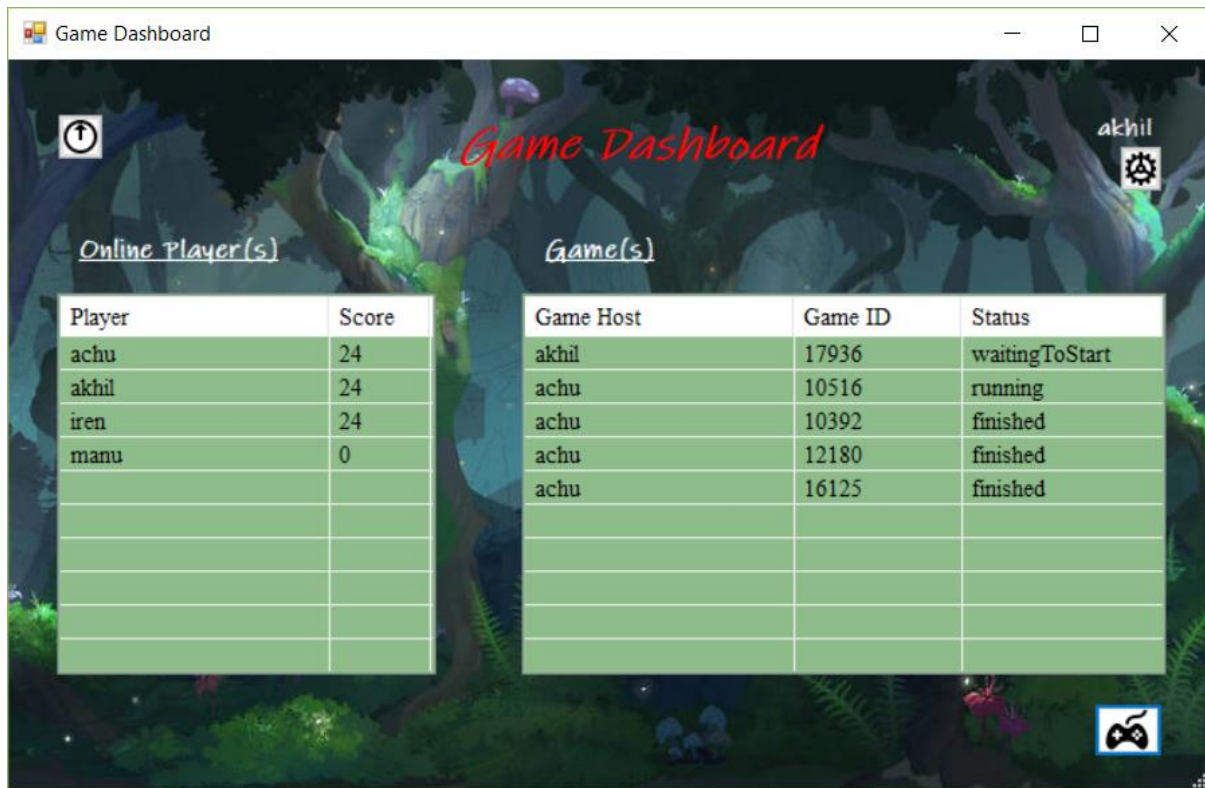 Game Dashboard
Game Dashboard
akhil
Online Player(s)
Game(s)
Player Score
achu 24
akhil 24
iren 24
manu 0
Game Host Game ID Status
akhil 17936 waitingToStart
achu 10516 running
achu 10392 finished
achu 12180 finished
achu 16125 finished